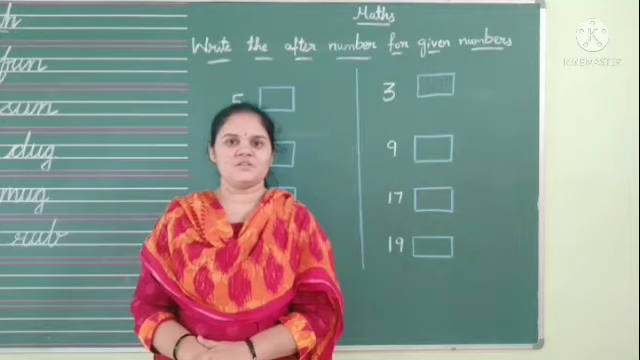 Maths
Write the after number for given numbers
h
fun
sun
dug
mug
rub
5
3
9
17
19
KINEMASTER